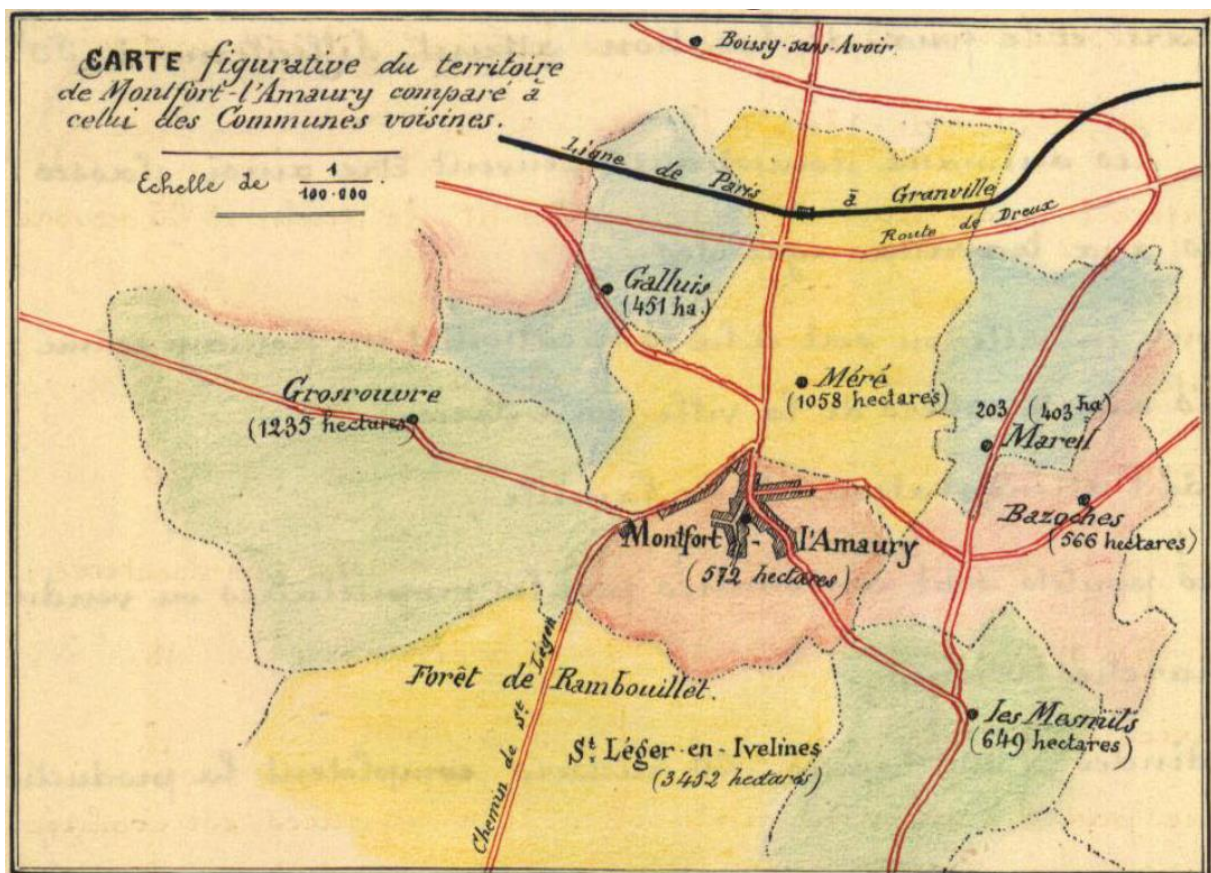 CARTE figurative du territoire
de Montfort-l'Amaury comparé à
celui des Communes voisines.
Echelle de 1
100.000
Boissy-sans-Avoir.
Ligne de Paris à Granville
Route de Dreux
Galluis
(451 ha.)
Grosrouvre
(1235 hectares)
Méré
(1058 hectares)
203 (403 ha)
Mareil
Bazoches
(566 hectares)
Montfort-l'Amaury
(572 hectares)
Forêt de Rambouillet.
Chemin de St. Léger
St. Léger-en-Ivelines
(3452 hectares)
les Mesnuls
(649 hectares)